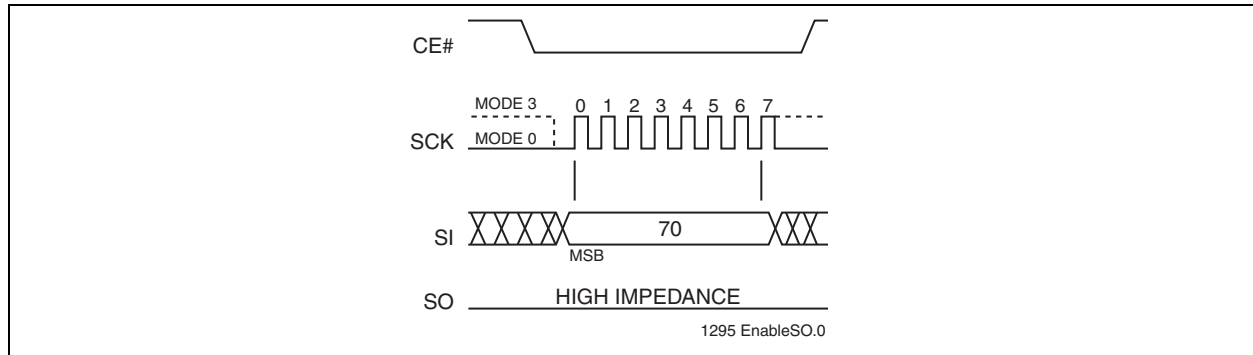 CE#
MODE 3
0 1 2 3 4 5 6 7
SCK
MODE 0
SI
70
MSB
SO
HIGH IMPEDANCE
1295 EnableSO.0